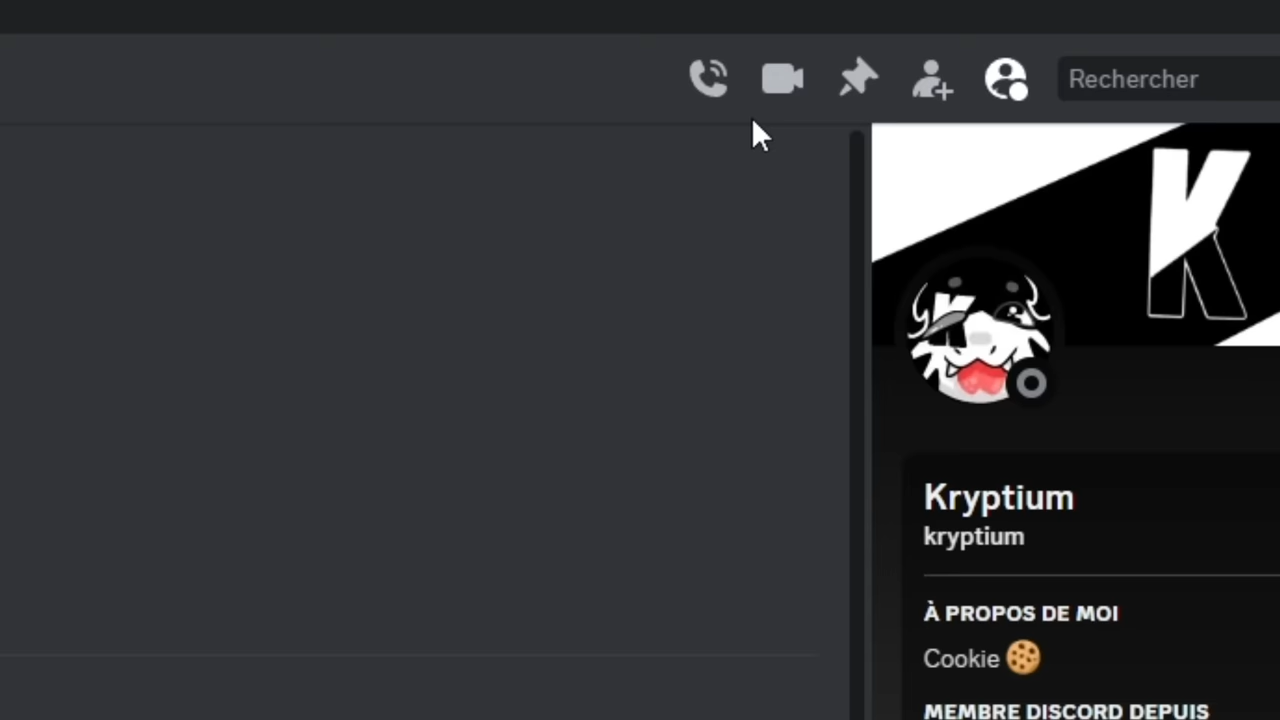 Rechercher
K
K
Kryptium
kryptium
À PROPOS DE MOI
Cookie 🍪
MEMBRE DISCORD DEPUIS